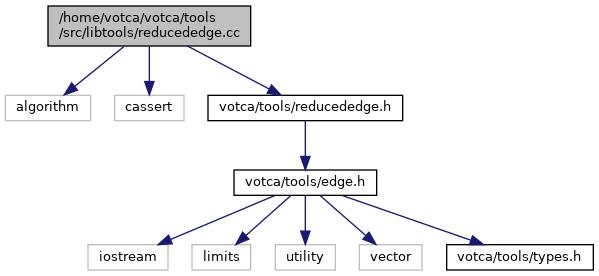 /home/votca/votca/tools
/src/libtools/reducededge.cc
algorithm
cassert
votca/tools/reducededge.h
votca/tools/edge.h
iostream
limits
utility
vector
votca/tools/types.h